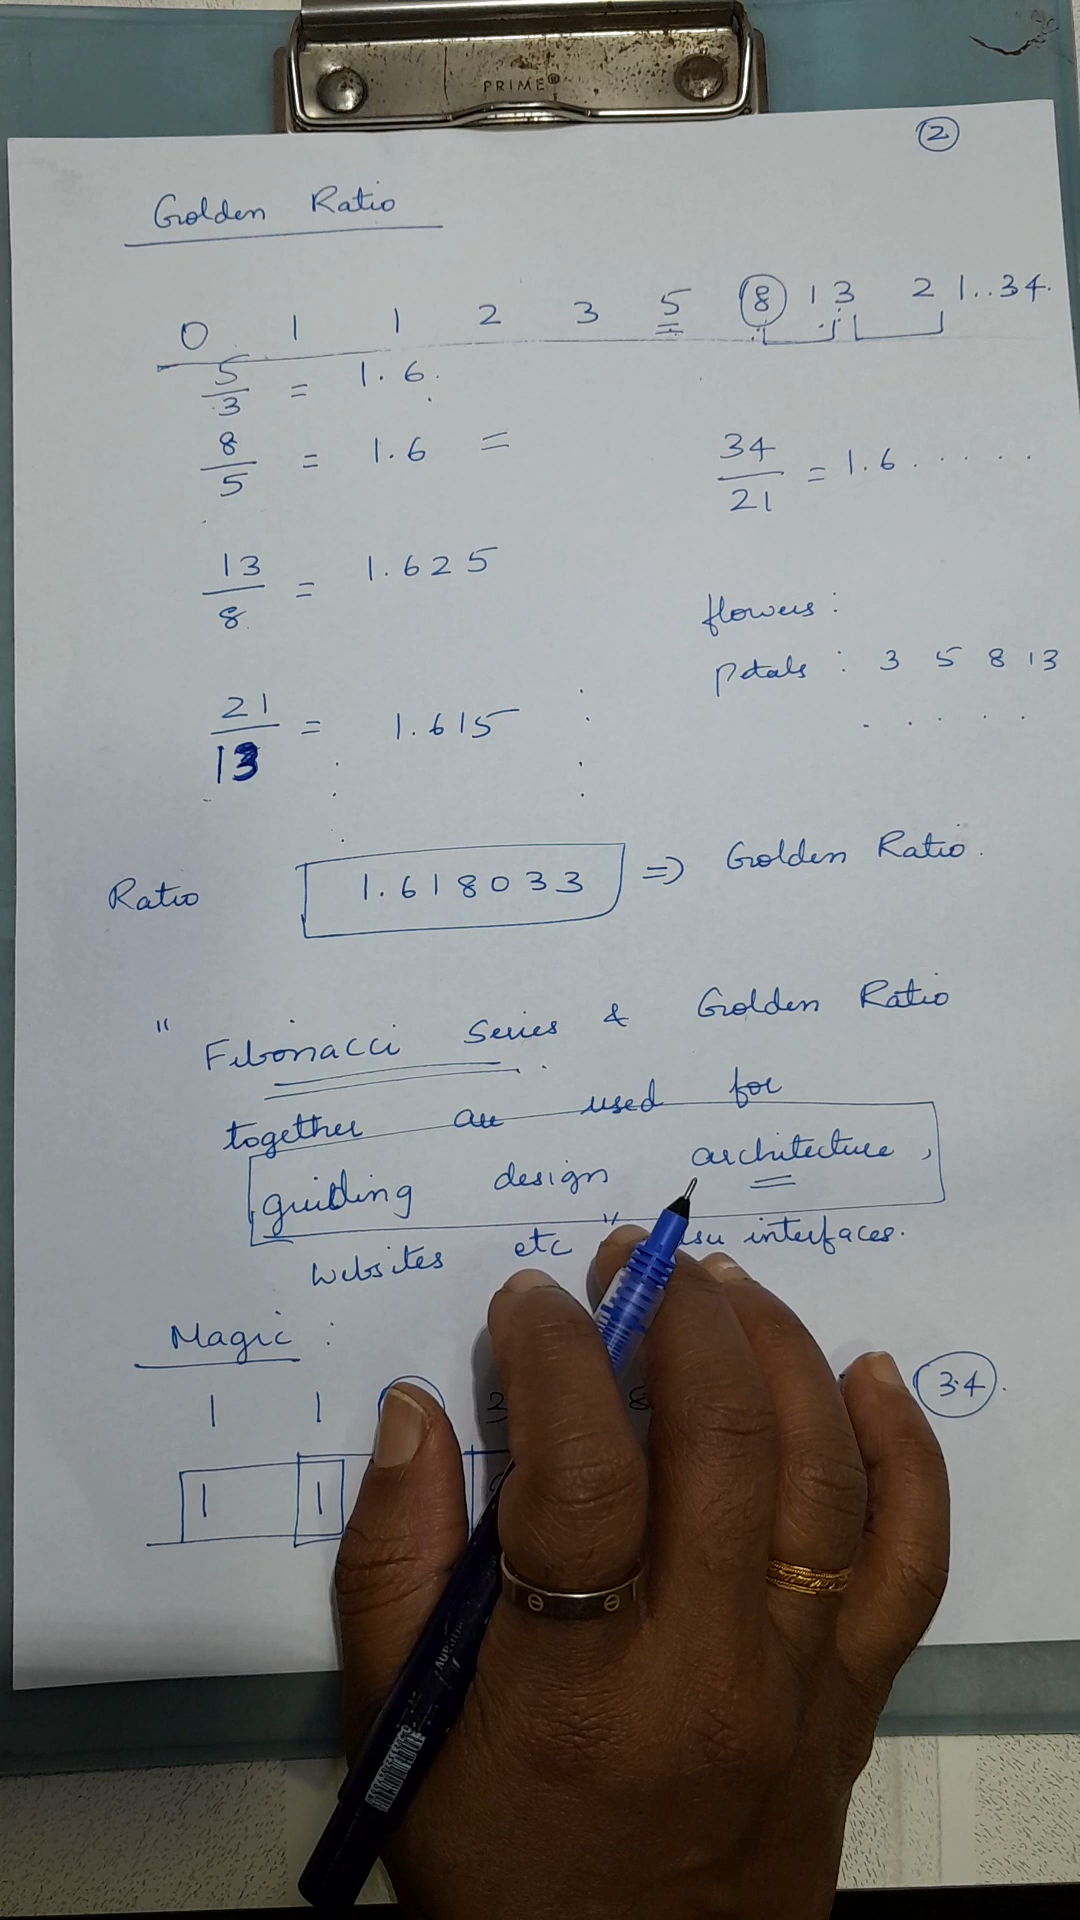 PRIME®
2
Golden Ratio
0 1 1 2 3 5 8 13 21..34.
5/3 = 1.6.
8/5 = 1.6 =
34/21 = 1.6.......
13/8 = 1.625
flowers :
petals : 3 5 8 13
.....
21/13 = 1.615
Ratio 1.618033 => Golden Ratio.
" Fibonacci Series & Golden Ratio
together are used for
guiding design architecture,
websites etc " interfaces.
Magic :
1 1 3 8 34.
1 1